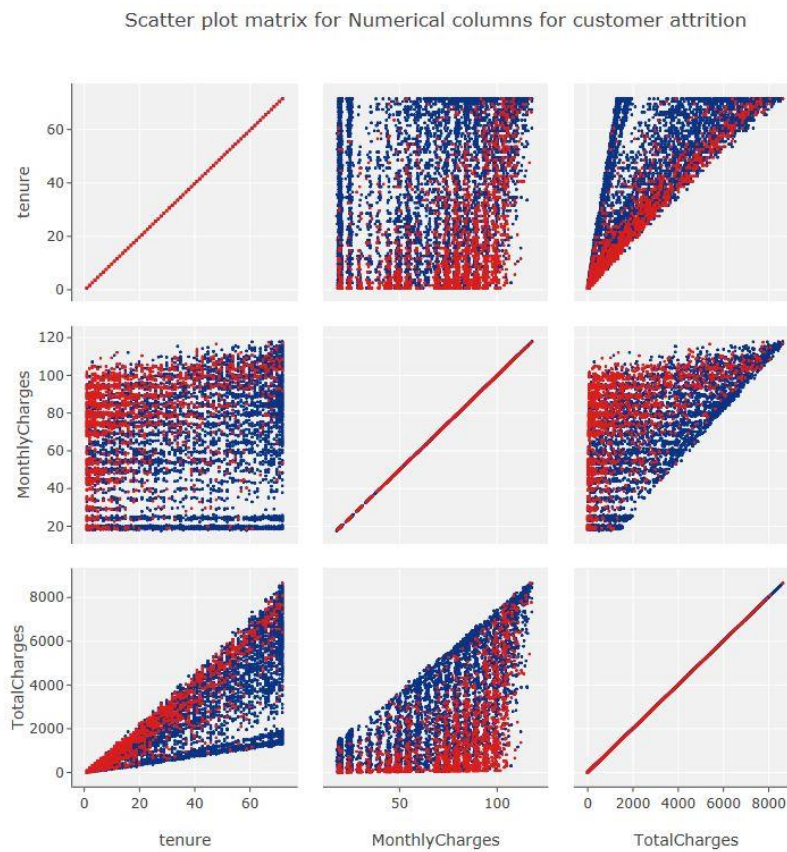 Scatter plot matrix for Numerical columns for customer attrition
tenure
60
40
20
0
MonthlyCharges
120
100
80
60
40
20
TotalCharges
8000
6000
4000
2000
0
0 20 40 60
50 100
0 2000 4000 6000 8000
tenure
MonthlyCharges
TotalCharges